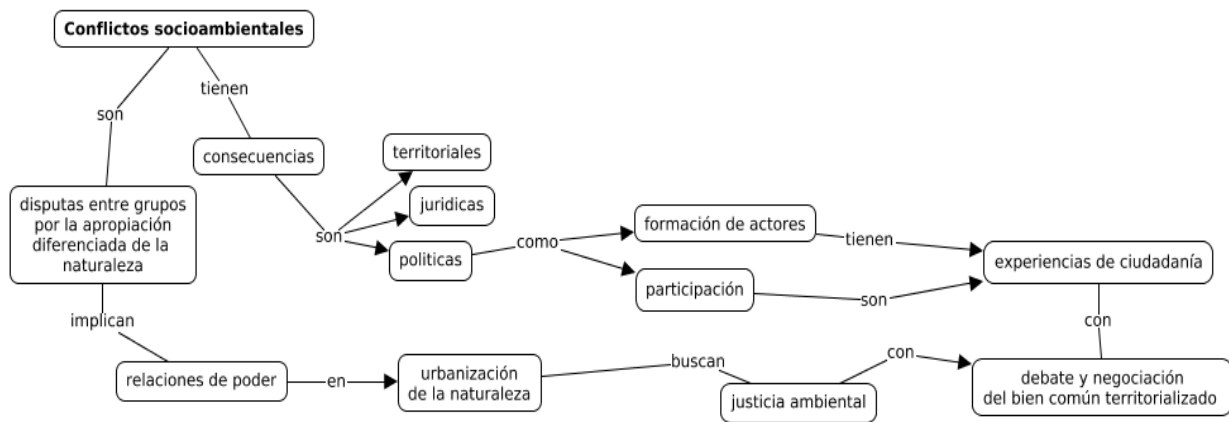 Conflictos socioambientales
tienen
son
consecuencias
territoriales
juridicas
son
politicas
como
disputas entre grupos
por la apropiación
diferenciada de la
naturaleza
formación de actores
tienen
participación
son
experiencias de ciudadanía
con
implican
relaciones de poder
en
urbanización
de la naturaleza
buscan
justicia ambiental
con
debate y negociación
del bien común territorializado